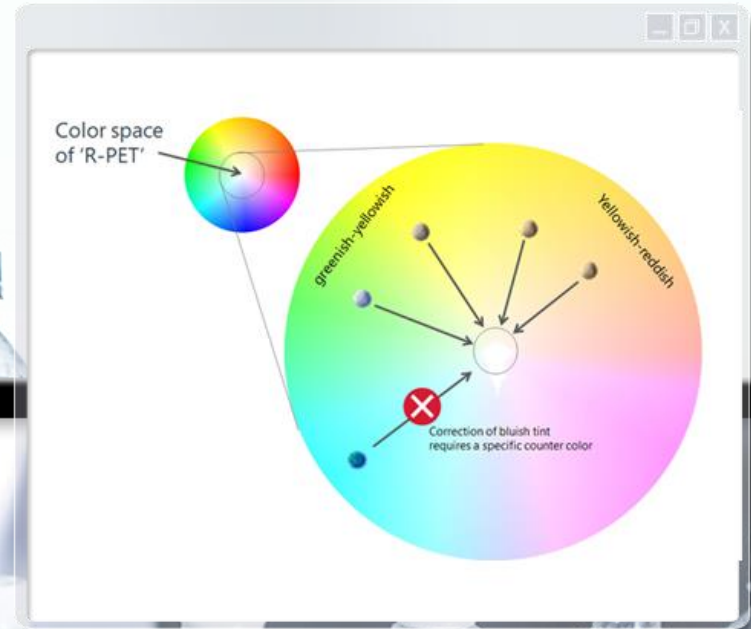 Color space
of 'R-PET'
greenish-yellowish
Yellowish-reddish
Correction of bluish tint
requires a specific counter color